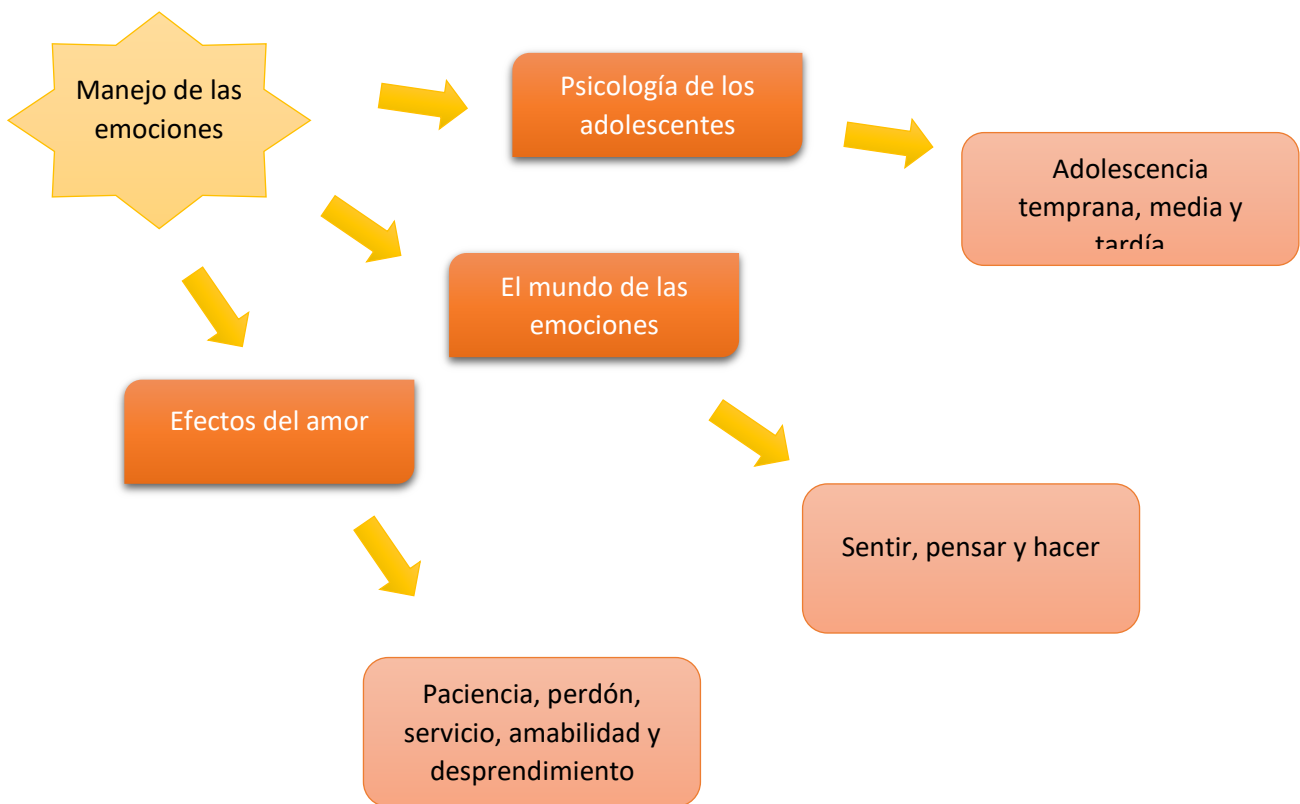 Manejo de las
emociones
Psicología de los
adolescentes
Adolescencia
temprana, media y
tardía
El mundo de las
emociones
Efectos del amor
Sentir, pensar y hacer
Paciencia, perdón,
servicio, amabilidad y
desprendimiento